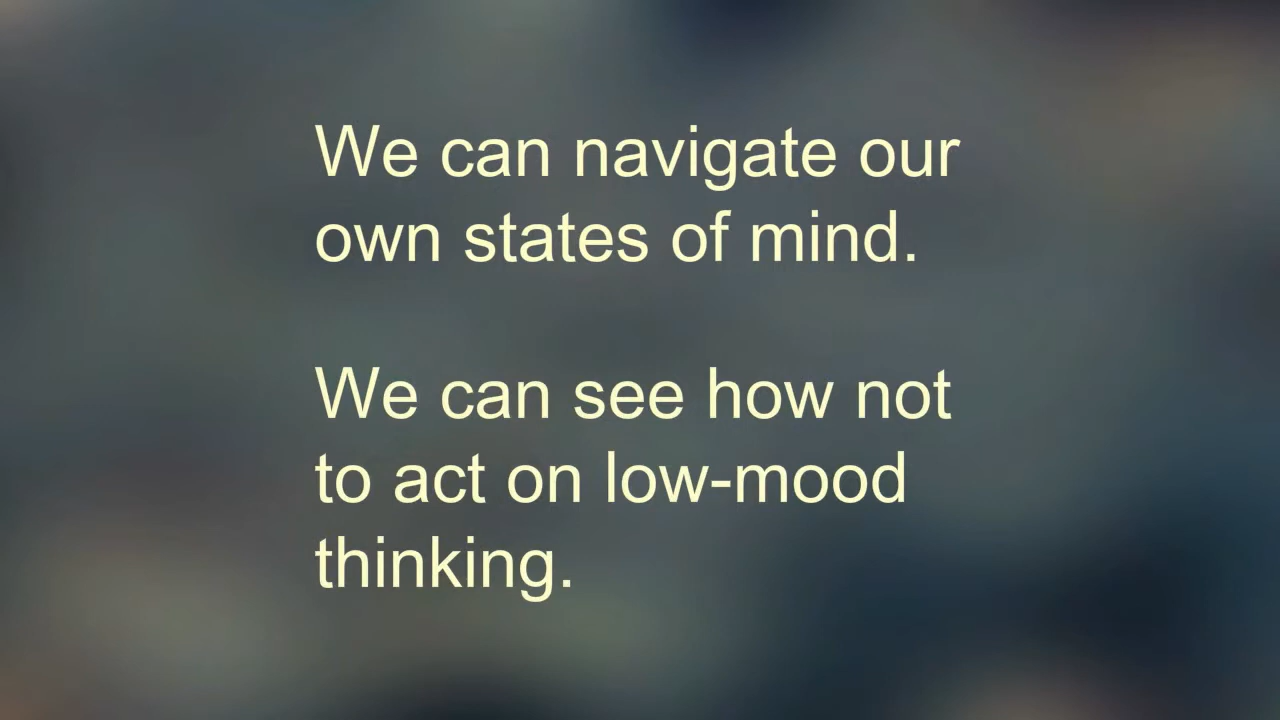 We can navigate our
own states of mind.
We can see how not
to act on low-mood
thinking.